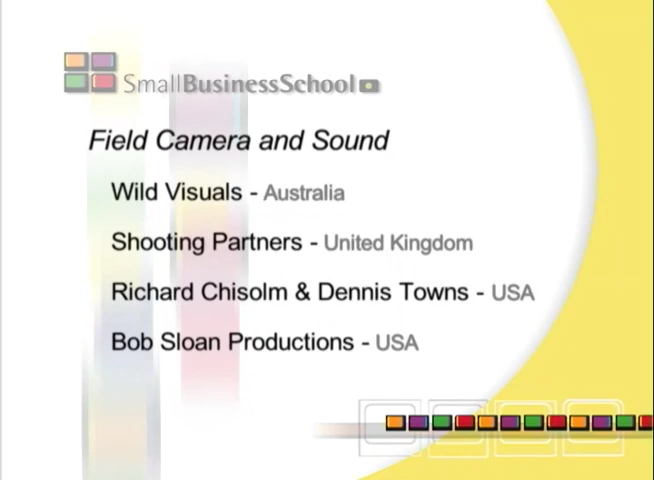 SmallBusinessSchool
Field Camera and Sound
Wild Visuals - Australia
Shooting Partners - United Kingdom
Richard Chisolm & Dennis Towns - USA
Bob Sloan Productions - USA